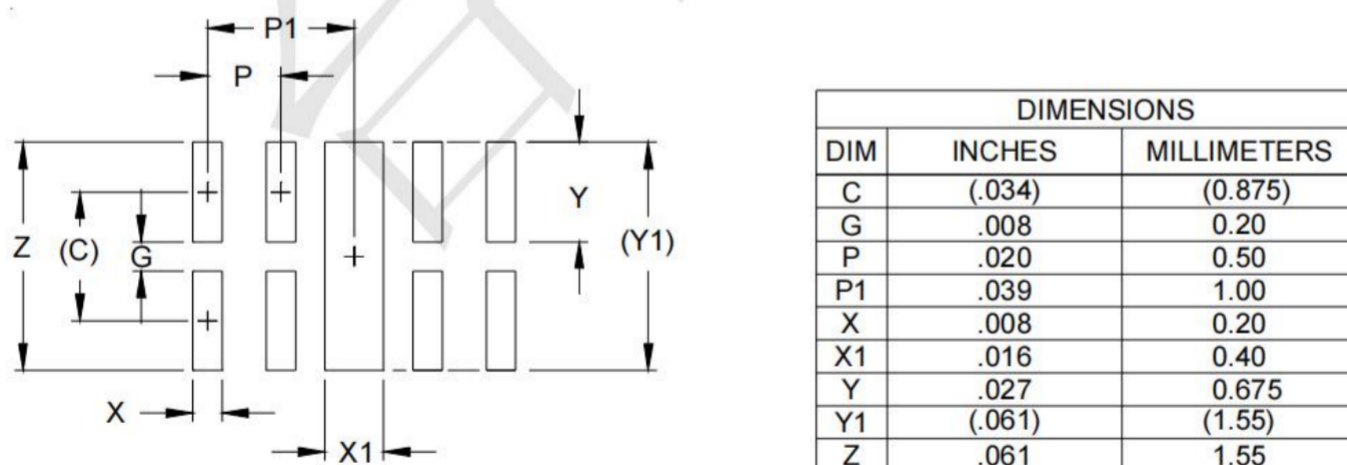 P1
P
Z
(C)
G
Y
(Y1)
X
X1
DIMENSIONS
DIM INCHES MILLIMETERS
C (.034) (0.875)
G .008 0.20
P .020 0.50
P1 .039 1.00
X .008 0.20
X1 .016 0.40
Y .027 0.675
Y1 (.061) (1.55)
Z .061 1.55